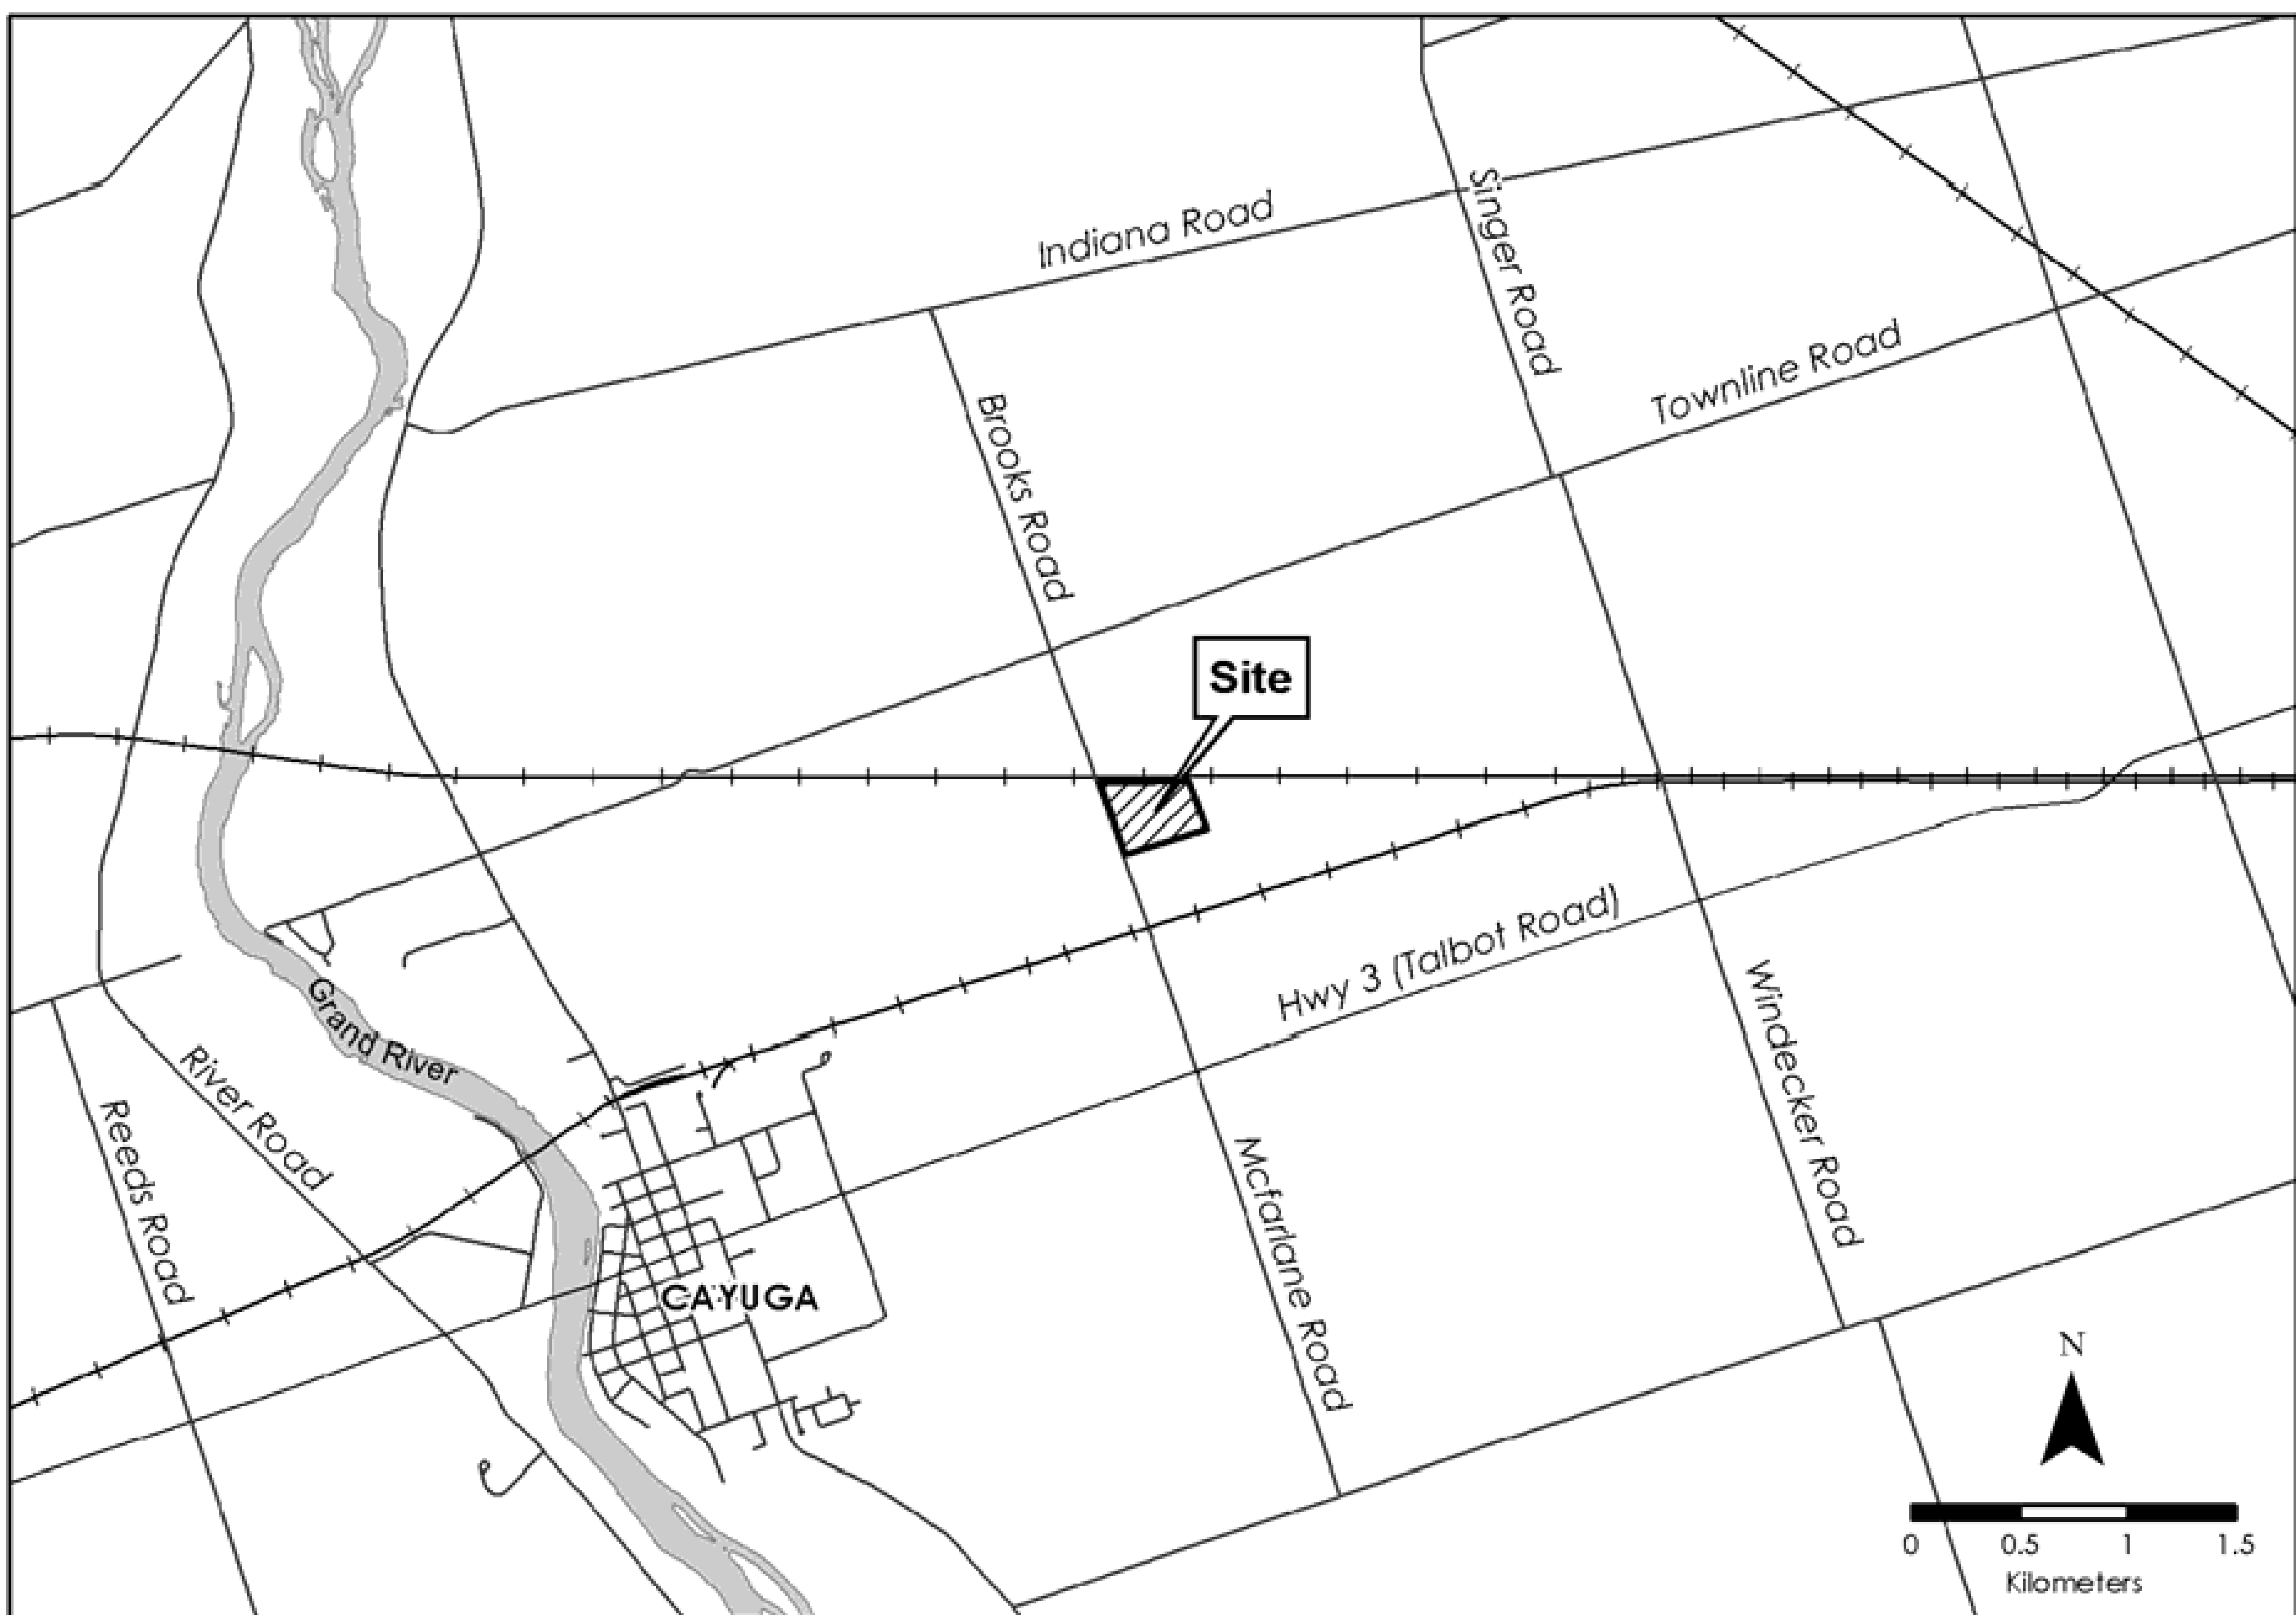 Indiana Road
Singer Road
Townline Road
Brooks Road
Site
Hwy 3 (Talbot Road)
Grand River
River Road
Reeds Road
Windecker Road
Mcfarlane Road
CAYUGA
N
0 0.5 1 1.5
Kilometers